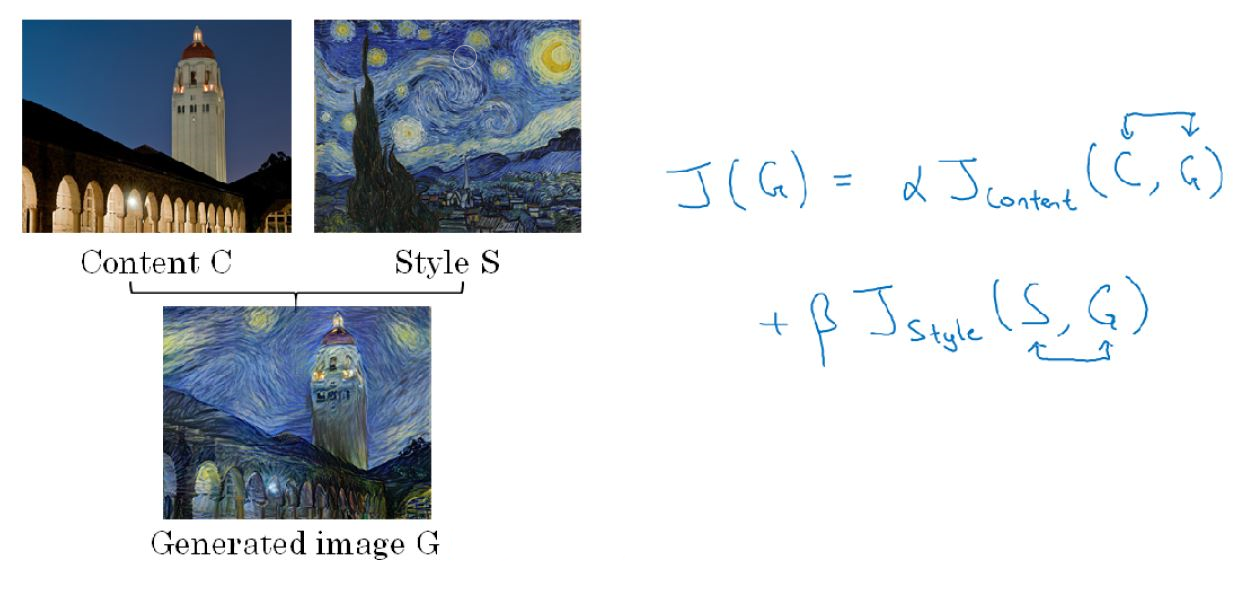 Content C
Style S
Generated image G
J(G) = α J_Content (C, G)
+ β J_Style (S, G)